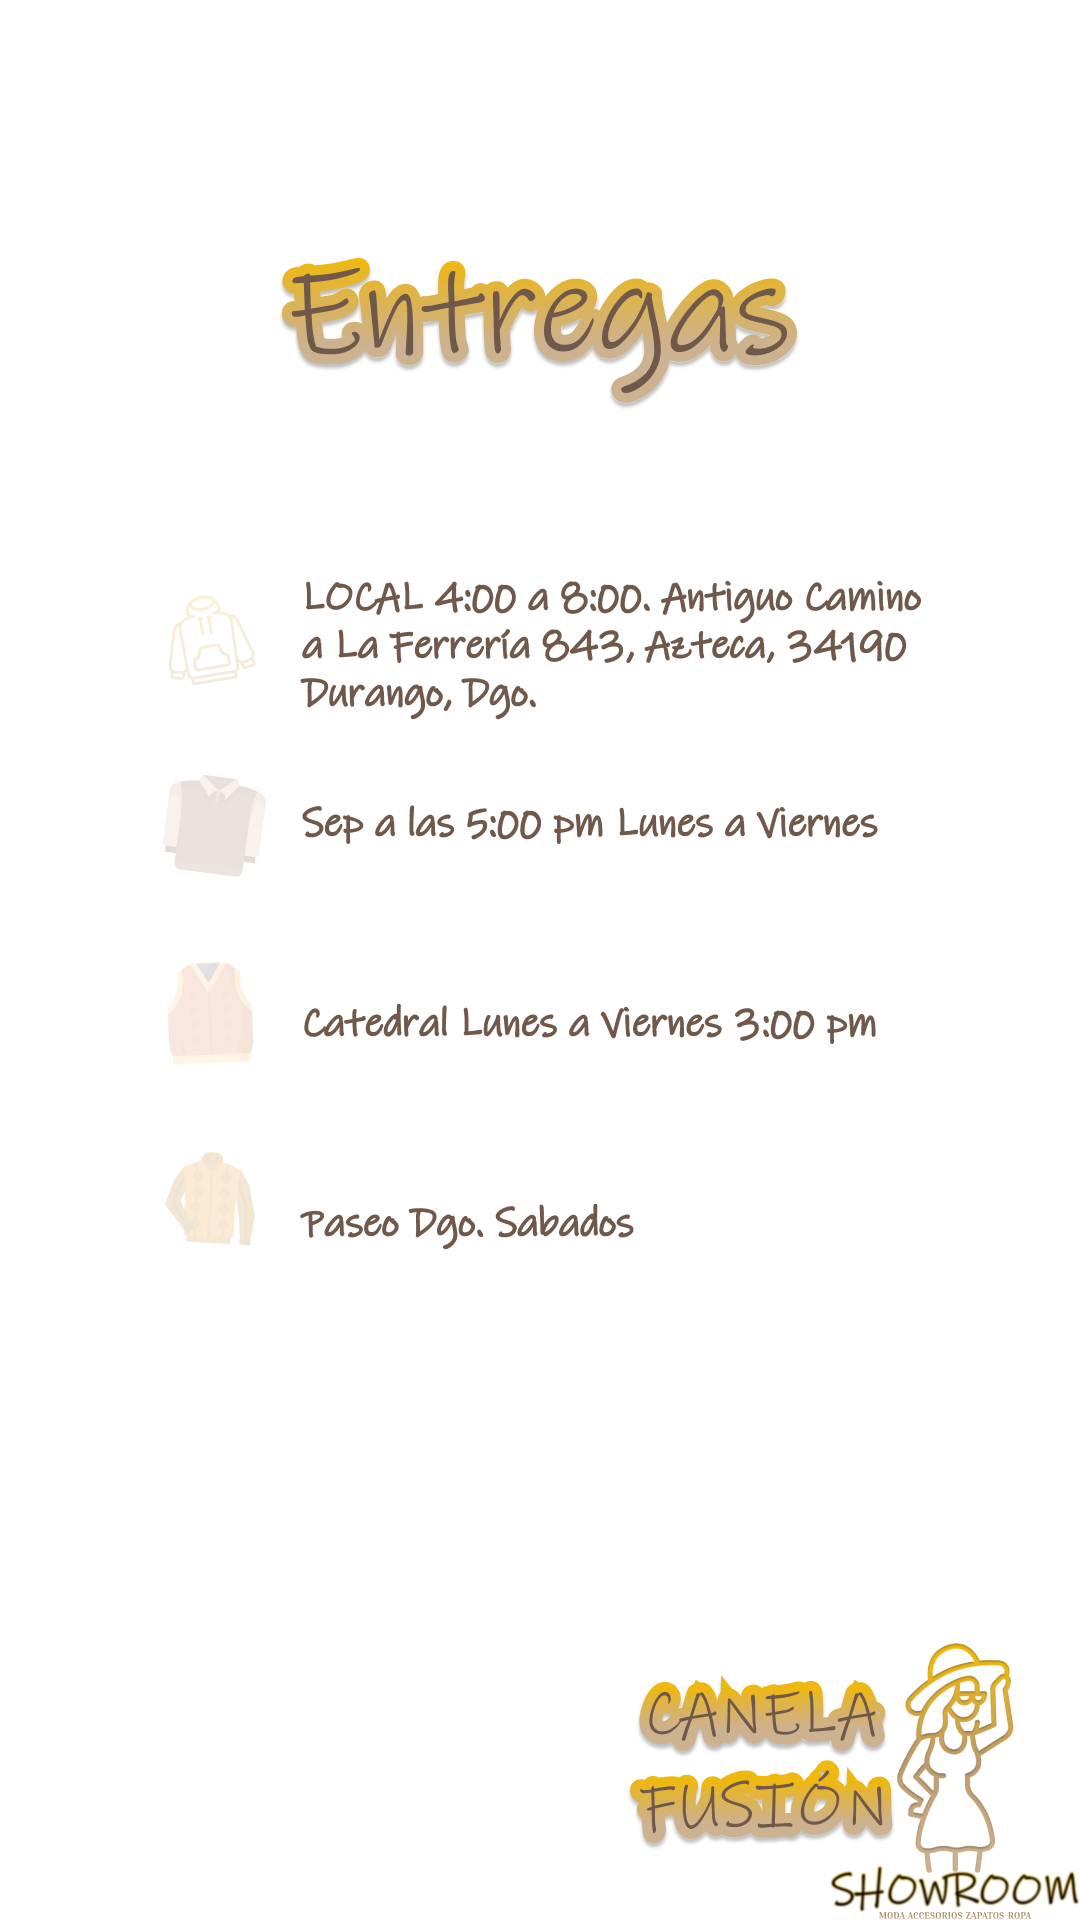 Entregas
LOCAL 4:00 a 8:00. Antiguo Camino
a La Ferrería 843, Azteca, 34190
Durango, Dgo.
Sep a las 5:00 pm Lunes a Viernes
Catedral Lunes a Viernes 3:00 pm
Paseo Dgo. Sabados
CANELA
FUSIÓN
SHOWROOM
MODA-ACCESORIOS-ZAPATOS-ROPA